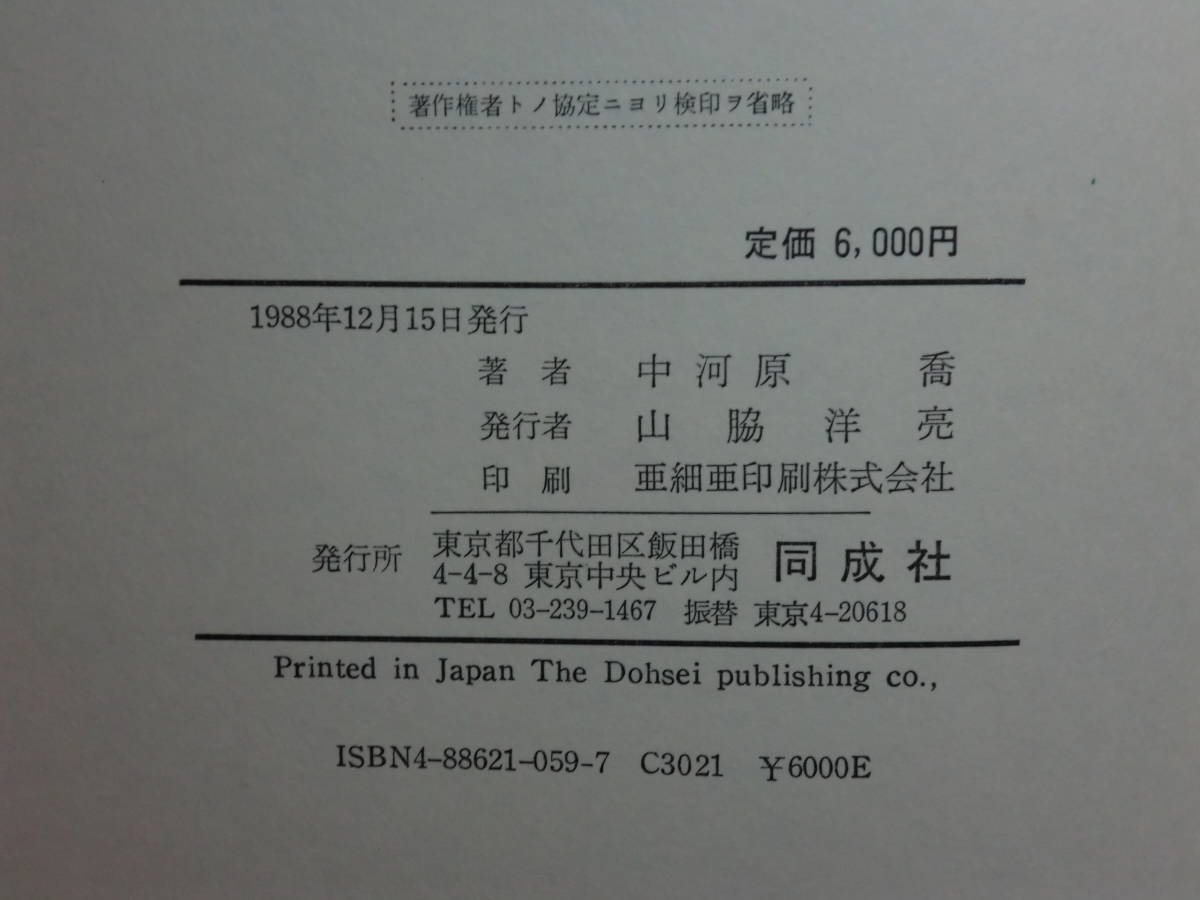 著作権者トノ協定ニヨリ検印ヲ省略
定価 6,000円
1988年12月15日発行
著者 中河原 喬
発行者 山脇洋亮
印刷 亜細亜印刷株式会社
発行所 東京都千代田区飯田橋 同成社
4-4-8 東京中央ビル内
TEL 03-239-1467 振替 東京4-20618
Printed in Japan The Dohsei publishing co.,
ISBN4-88621-059-7 C3021 ¥6000E